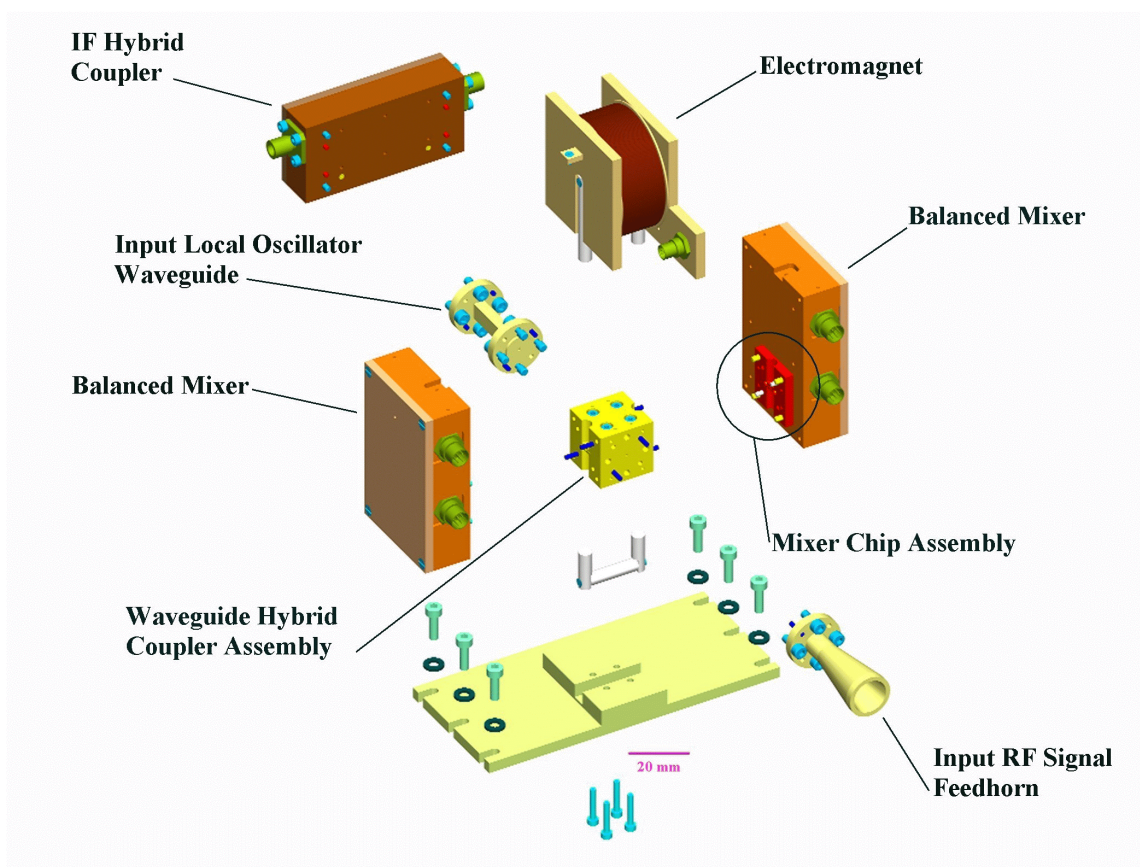 IF Hybrid
Coupler
Electromagnet
Balanced Mixer
Input Local Oscillator
Waveguide
Balanced Mixer
Mixer Chip Assembly
Waveguide Hybrid
Coupler Assembly
20 mm
Input RF Signal
Feedhorn